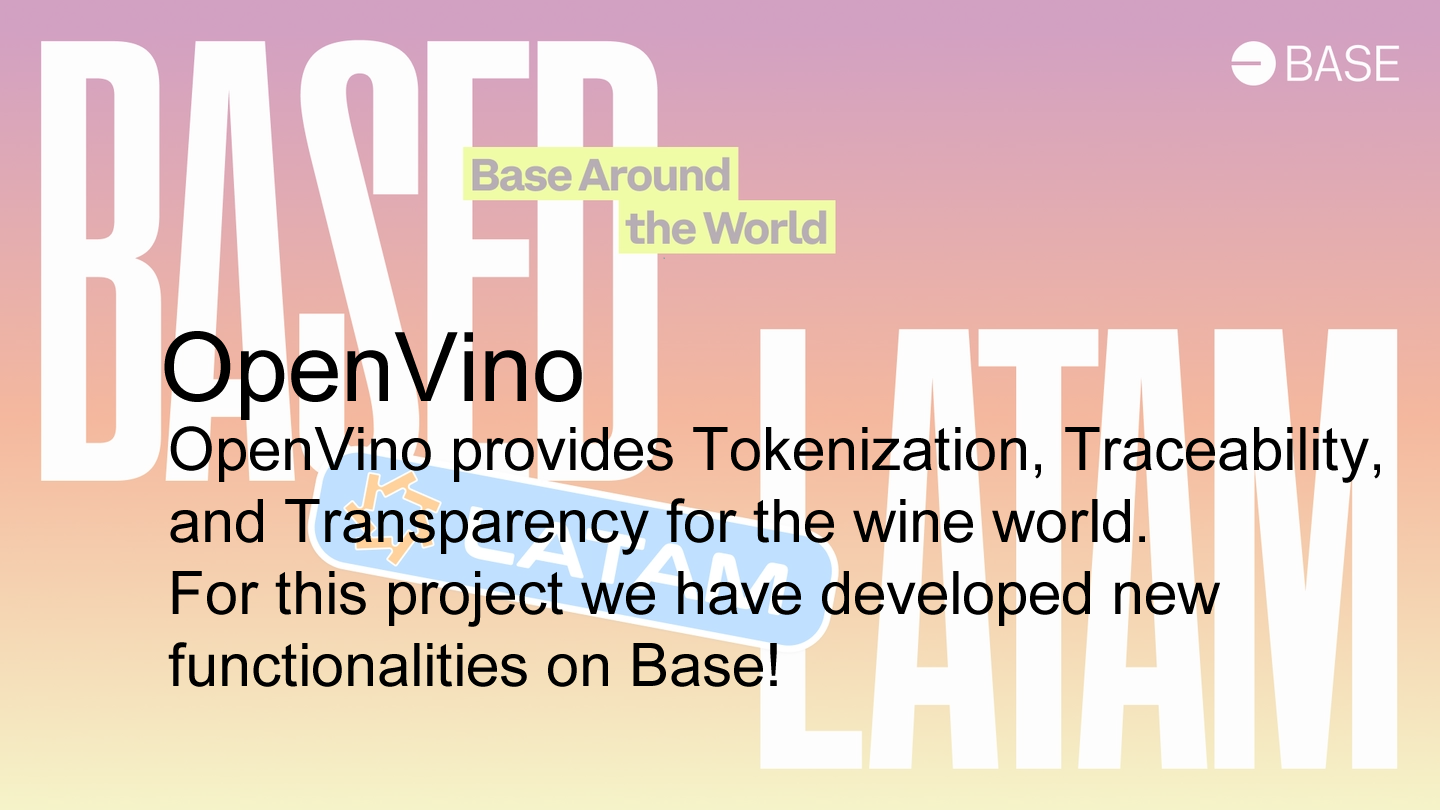 BASED
BASE
Base Around
the World
LATAM
OpenVino
OpenVino provides Tokenization, Traceability,
and Transparency for the wine world.
For this project we have developed new
functionalities on Base!
LATAM